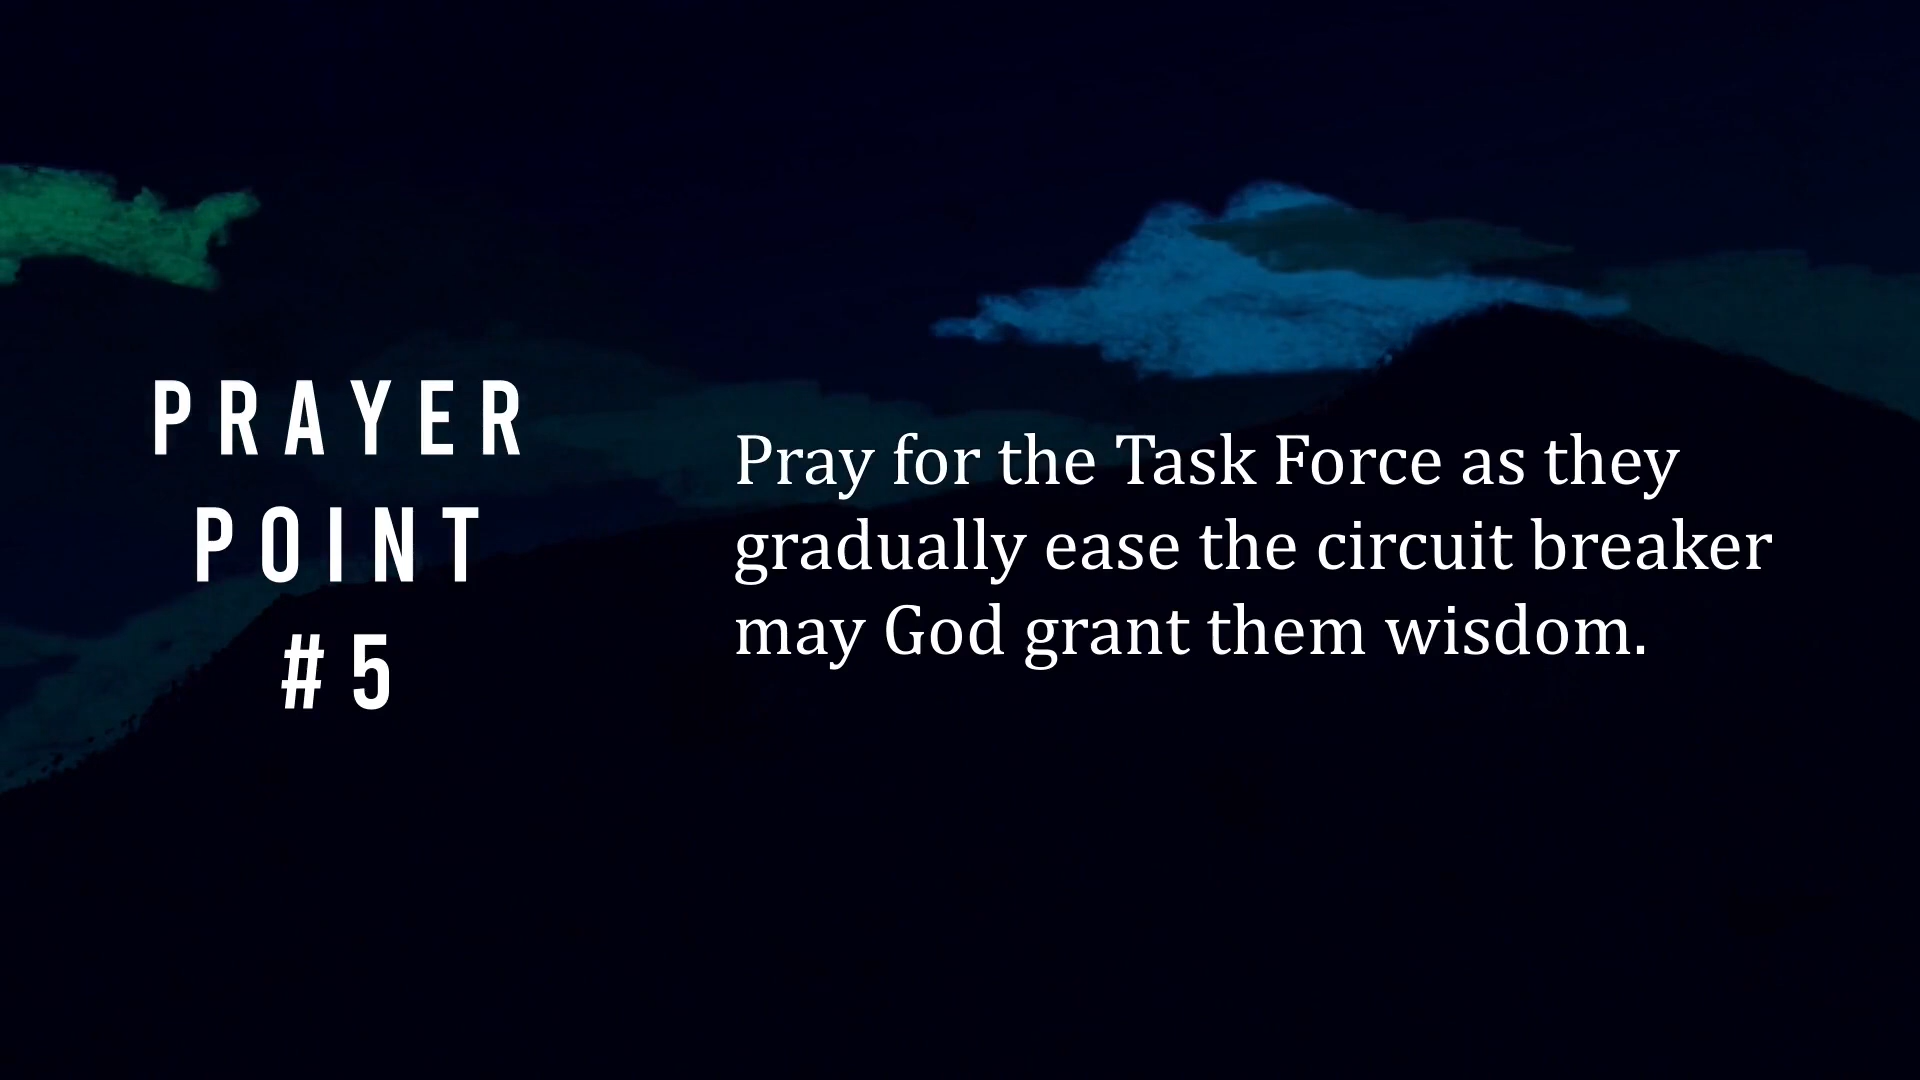 PRAYER
POINT
#5
Pray for the Task Force as they
gradually ease the circuit breaker
may God grant them wisdom.